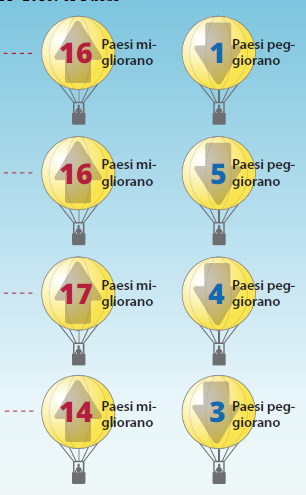 16 Paesi mi-
gliorano
1 Paesi peg-
giorano
16 Paesi mi-
gliorano
5 Paesi peg-
giorano
17 Paesi mi-
gliorano
4 Paesi peg-
giorano
14 Paesi mi-
gliorano
3 Paesi peg-
giorano